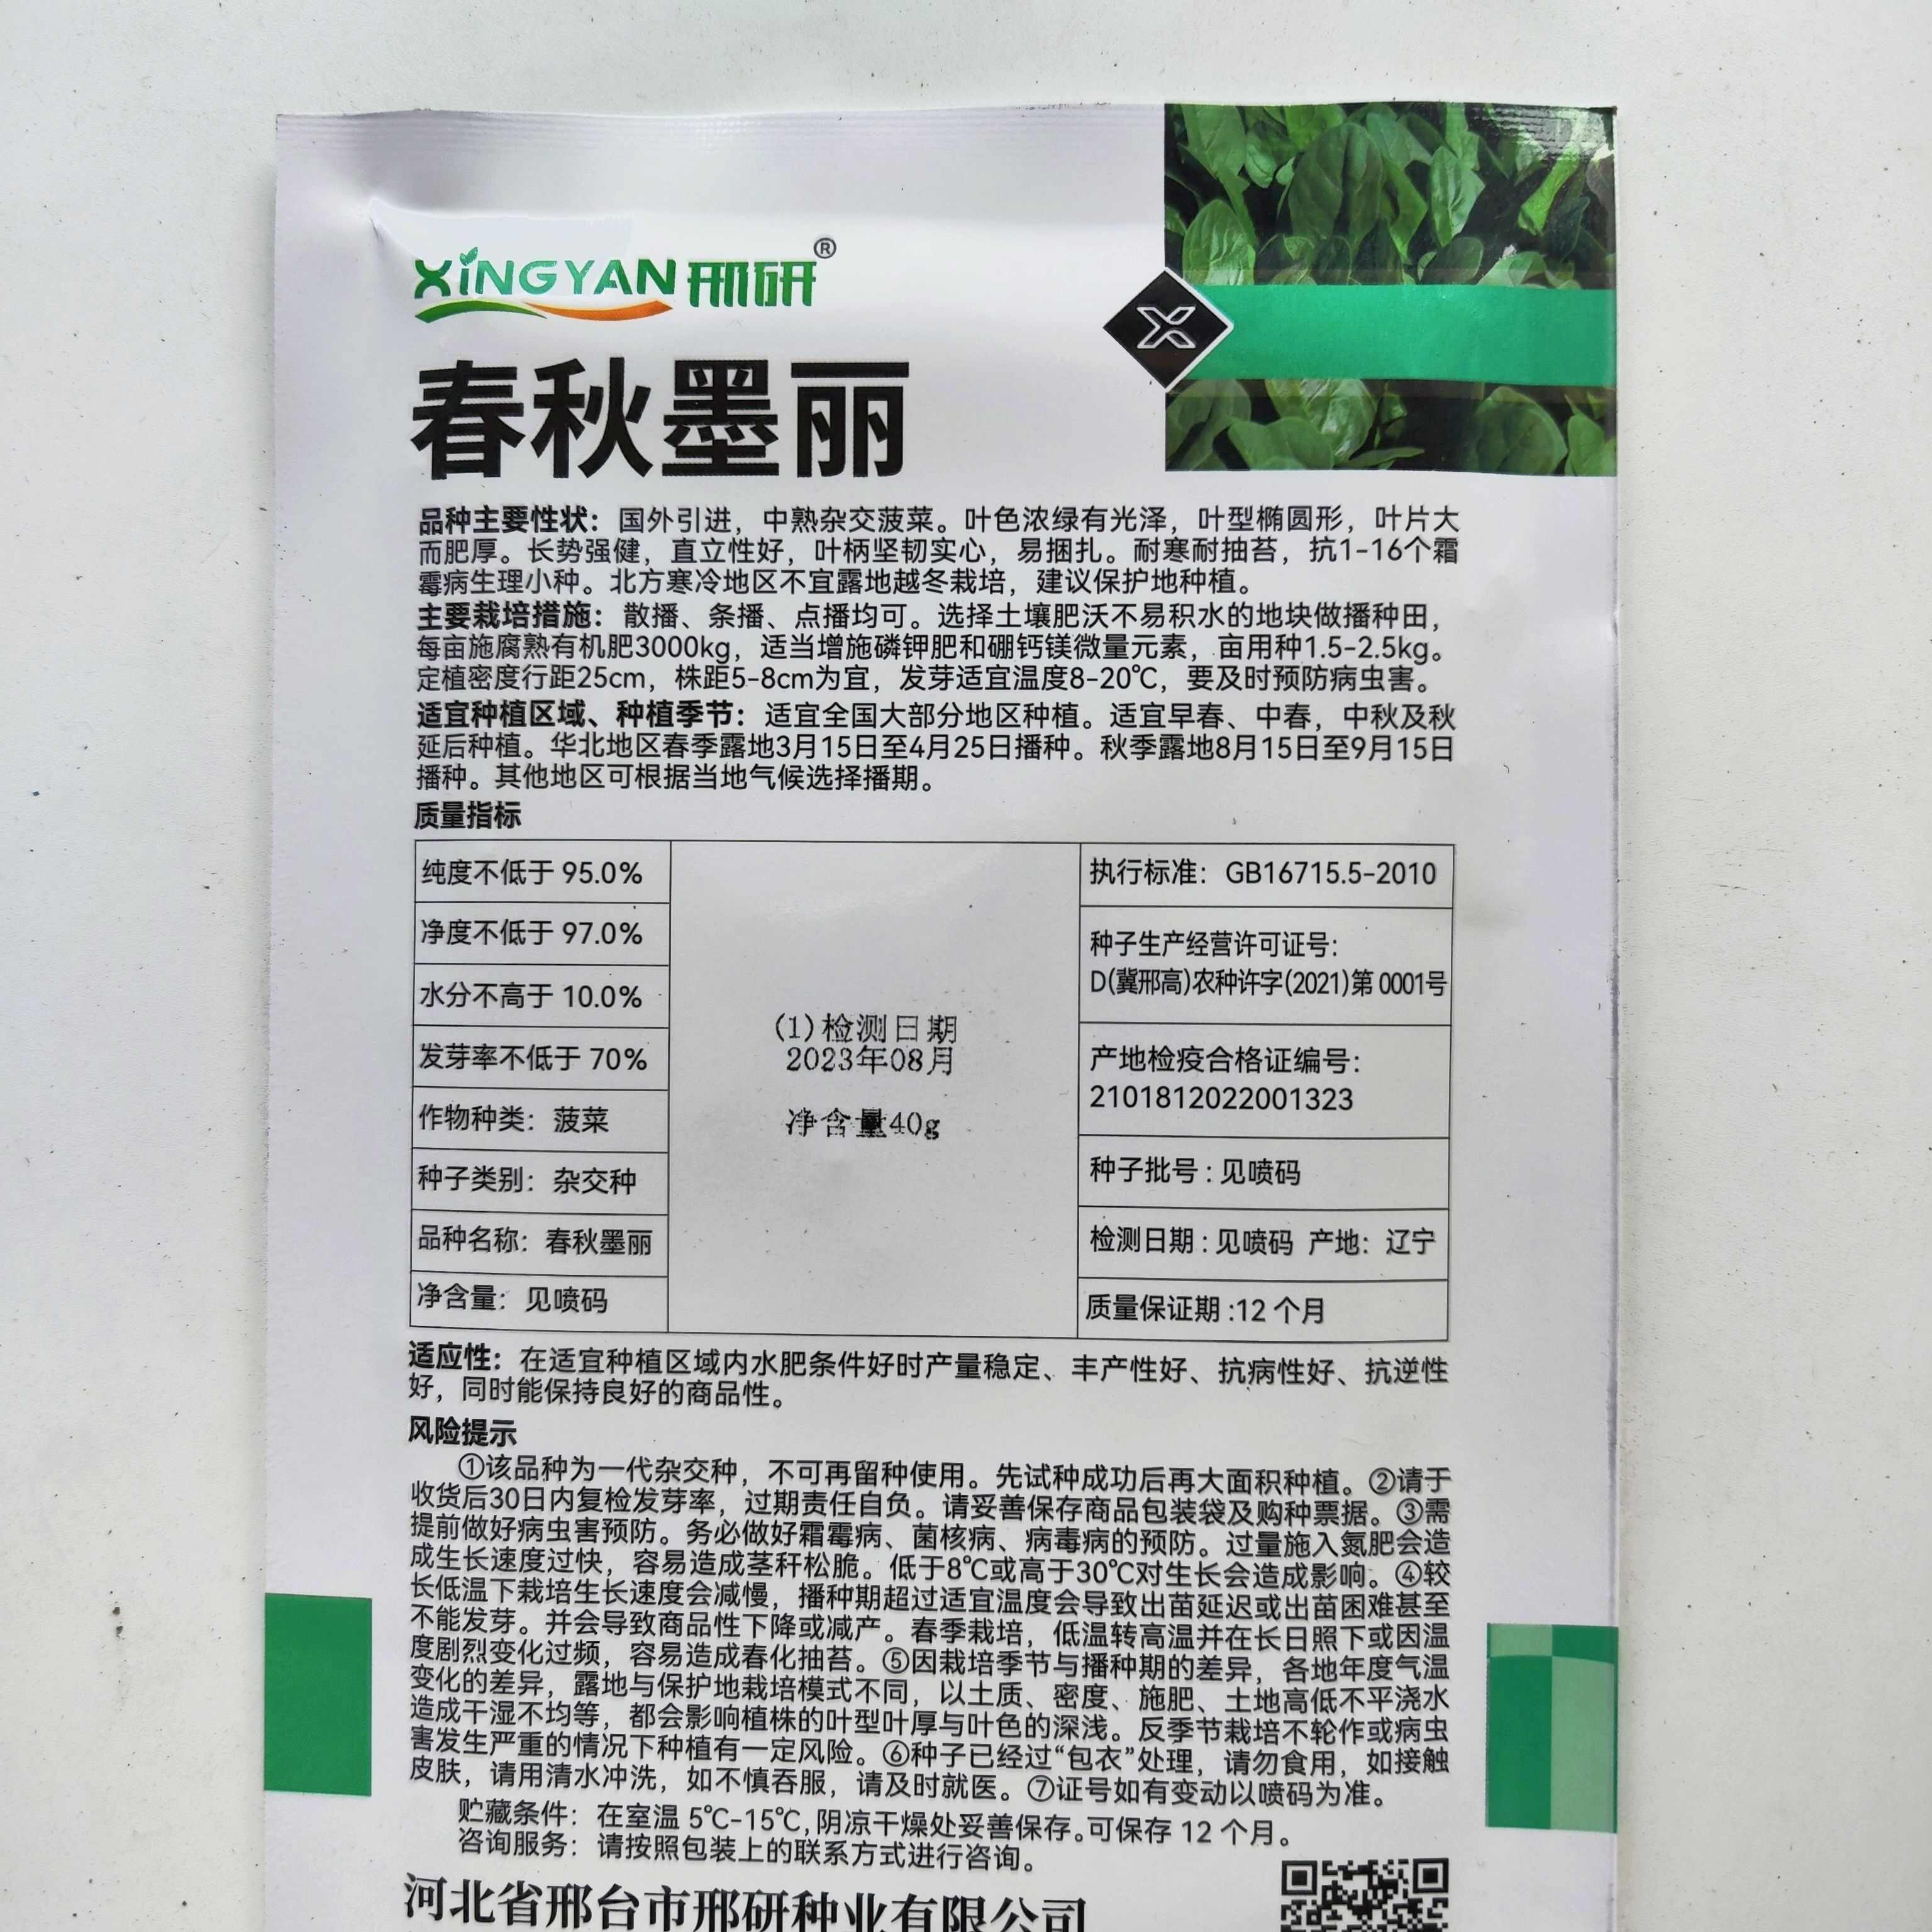 XiNGYAN 邢研®
春秋墨丽
品种主要性状：国外引进，中熟杂交菠菜。叶色浓绿有光泽，叶型椭圆形，叶片大
而肥厚。长势强健，直立性好，叶柄坚韧实心，易捆扎。耐寒耐抽苔，抗1-16个霜
霉病生理小种。北方寒冷地区不宜露地越冬栽培，建议保护地种植。
主要栽培措施：散播、条播、点播均可。选择土壤肥沃不易积水的地块做播种田，
每亩施腐熟有机肥3000kg，适当增施磷钾肥和硼钙镁微量元素，亩用种1.5-2.5kg。
定植密度行距25cm，株距5-8cm为宜，发芽适宜温度8-20℃，要及时预防病虫害。
适宜种植区域、种植季节：适宜全国大部分地区种植。适宜早春、中春，中秋及秋
延后种植。华北地区春季露地3月15日至4月25日播种。秋季露地8月15日至9月15日
播种。其他地区可根据当地气候选择播期。
质量指标
纯度不低于 95.0%
净度不低于 97.0%
水分不高于 10.0%
发芽率不低于 70%
作物种类：菠菜
种子类别：杂交种
品种名称：春秋墨丽
净含量：见喷码
(1)检测日期
2023年08月
净含量40g
执行标准：GB16715.5-2010
种子生产经营许可证号：
D(冀邢高)农种许字(2021)第 0001号
产地检疫合格证编号：
2101812022001323
种子批号：见喷码
检测日期：见喷码 产地：辽宁
质量保证期：12 个月
适应性：在适宜种植区域内水肥条件好时产量稳定、丰产性好、抗病性好、抗逆性
好，同时能保持良好的商品性。
风险提示
①该品种为一代杂交种，不可再留种使用。先试种成功后再大面积种植。②请于
收货后30日内复检发芽率，过期责任自负。请妥善保存商品包装袋及购种票据。③需
提前做好病虫害预防。务必做好霜霉病、菌核病、病毒病的预防。过量施入氮肥会造
成生长速度过快，容易造成茎秆松脆。低于8℃或高于30℃对生长会造成影响。④较
长低温下栽培生长速度会减慢，播种期超过适宜温度会导致出苗延迟或出苗困难甚至
不能发芽。并会导致商品性下降或减产。春季栽培，低温转高温并在长日照下或因温
度剧烈变化过频，容易造成春化抽苔。⑤因栽培季节与播种期的差异，各地年度气温
变化的差异，露地与保护地栽培模式不同，以土质、密度、施肥、土地高低不平浇水
造成干湿不均等，都会影响植株的叶型叶厚与叶色的深浅。反季节栽培不轮作或病虫
害发生严重的情况下种植有一定风险。⑥种子已经过“包衣”处理，请勿食用，如接触
皮肤，请用清水冲洗，如不慎吞服，请及时就医。⑦证号如有变动以喷码为准。
贮藏条件：在室温 5℃-15℃，阴凉干燥处妥善保存。可保存 12 个月。
咨询服务：请按照包装上的联系方式进行咨询。
河北省邢台市邢研种业有限公司